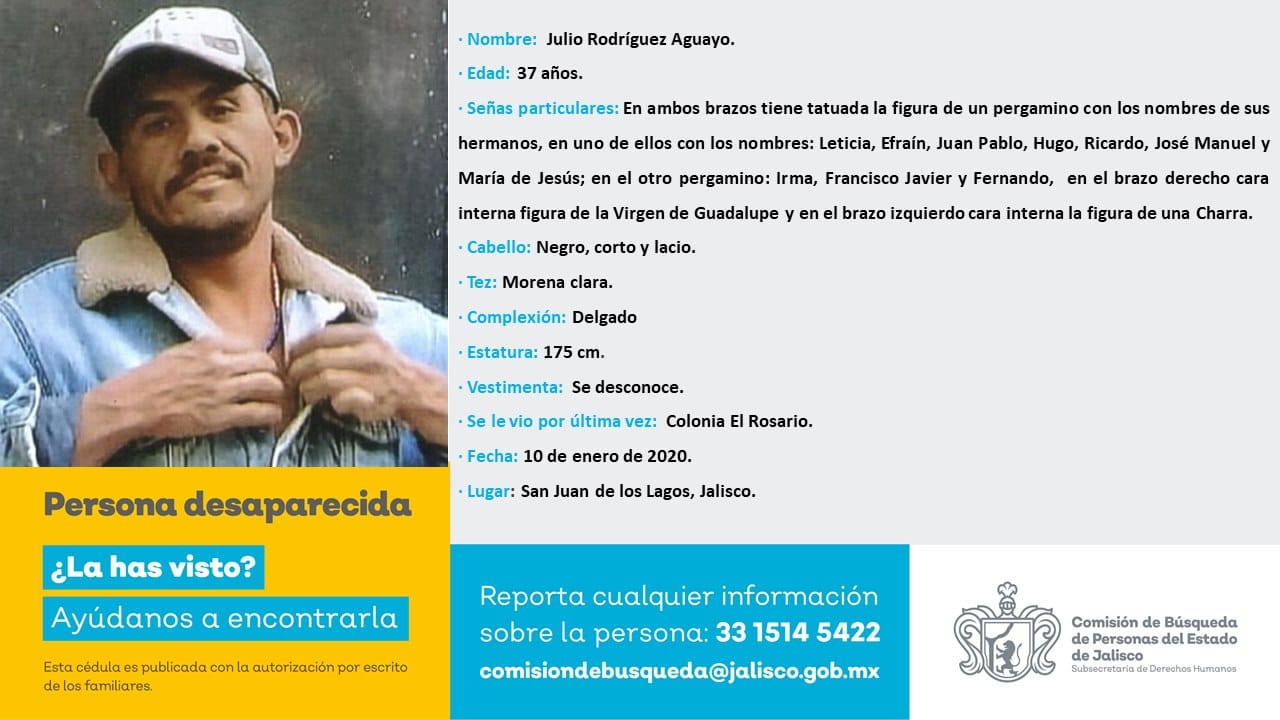 · Nombre: Julio Rodríguez Aguayo.
· Edad: 37 años.
· Señas particulares: En ambos brazos tiene tatuada la figura de un pergamino con los nombres de sus
hermanos, en uno de ellos con los nombres: Leticia, Efraín, Juan Pablo, Hugo, Ricardo, José Manuel y
María de Jesús; en el otro pergamino: Irma, Francisco Javier y Fernando, en el brazo derecho cara
interna figura de la Virgen de Guadalupe y en el brazo izquierdo cara interna la figura de una Charra.
· Cabello: Negro, corto y lacio.
· Tez: Morena clara.
· Complexión: Delgado
· Estatura: 175 cm.
· Vestimenta: Se desconoce.
· Se le vio por última vez: Colonia El Rosario.
· Fecha: 10 de enero de 2020.
· Lugar: San Juan de los Lagos, Jalisco.
Persona desaparecida
¿La has visto?
Ayúdanos a encontrarla
Esta cédula es publicada con la autorización por escrito
de los familiares.
Reporta cualquier información
sobre la persona: 33 1514 5422
comisiondebusqueda@jalisco.gob.mx
Comisión de Búsqueda
de Personas del Estado
de Jalisco
Subsecretaría de Derechos Humanos